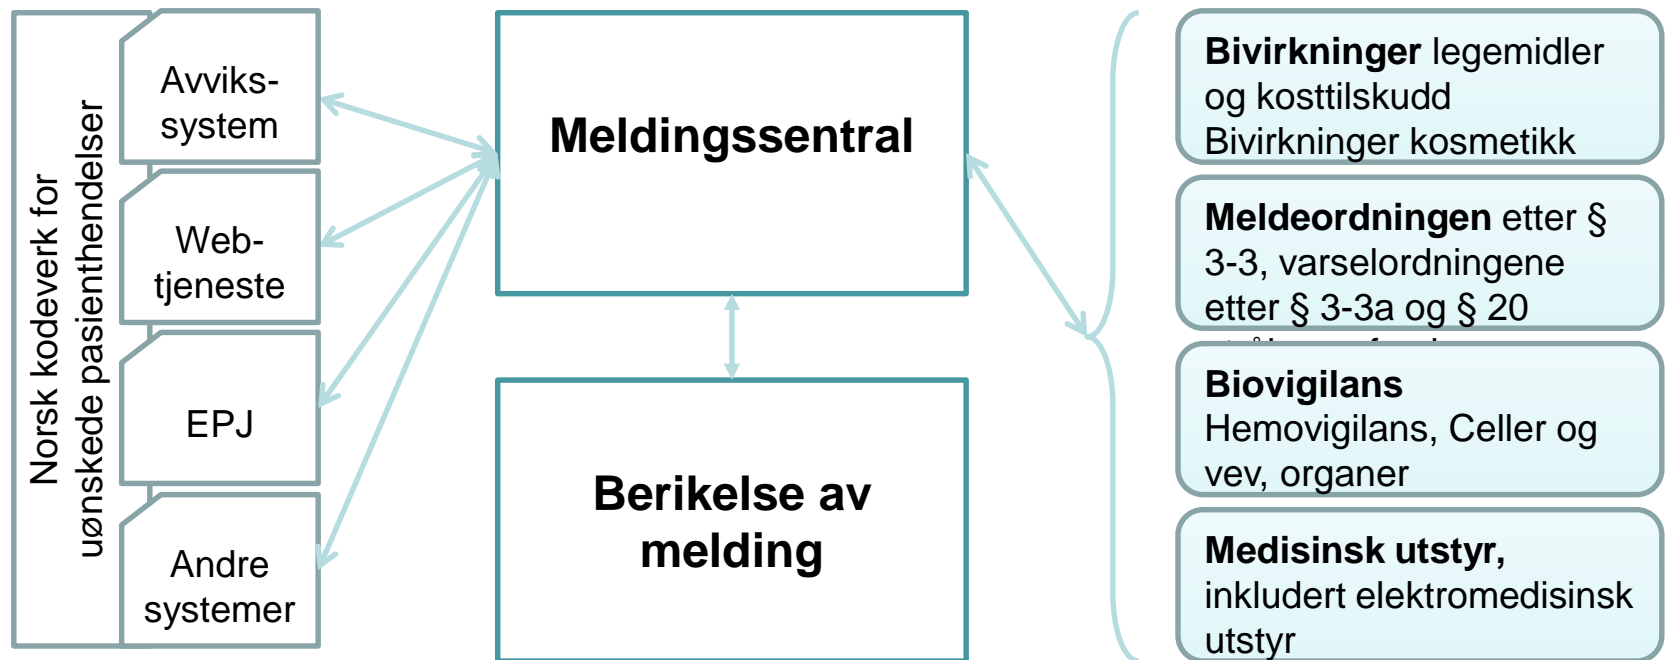 Norsk kodeverk for
uønskede pasienthendelser
Avviks-
system
Web-
tjeneste
EPJ
Andre
systemer
Meldingssentral
Berikelse av
melding
Bivirkninger legemidler
og kosttilskudd
Bivirkninger kosmetikk
Meldeordningen etter §
3-3, varselordningene
etter § 3-3a og § 20
Biovigilans
Hemovigilans, Celler og
vev, organer
Medisinsk utstyr,
inkludert elektromedisinsk
utstyr